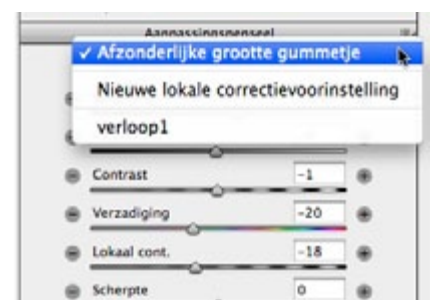 Aanpassingspenseel
✓ Afzonderlijke grootte gummetje
Nieuwe lokale correctievoorinstelling
verloop1
Contrast -1
Verzadiging -20
Lokaal cont. -18
Scherpte 0